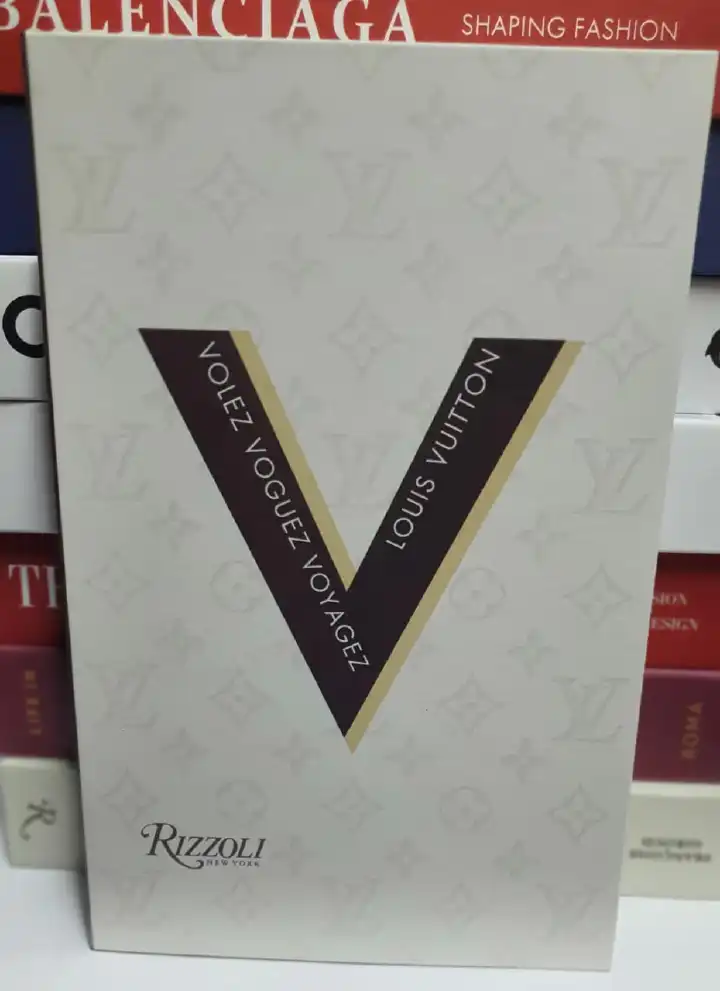 BALENCIAGA SHAPING FASHION
VOLEZ VOGUEZ VOYAGEZ
LOUIS VUITTON
RIZZOLI
NEW YORK
ROMA